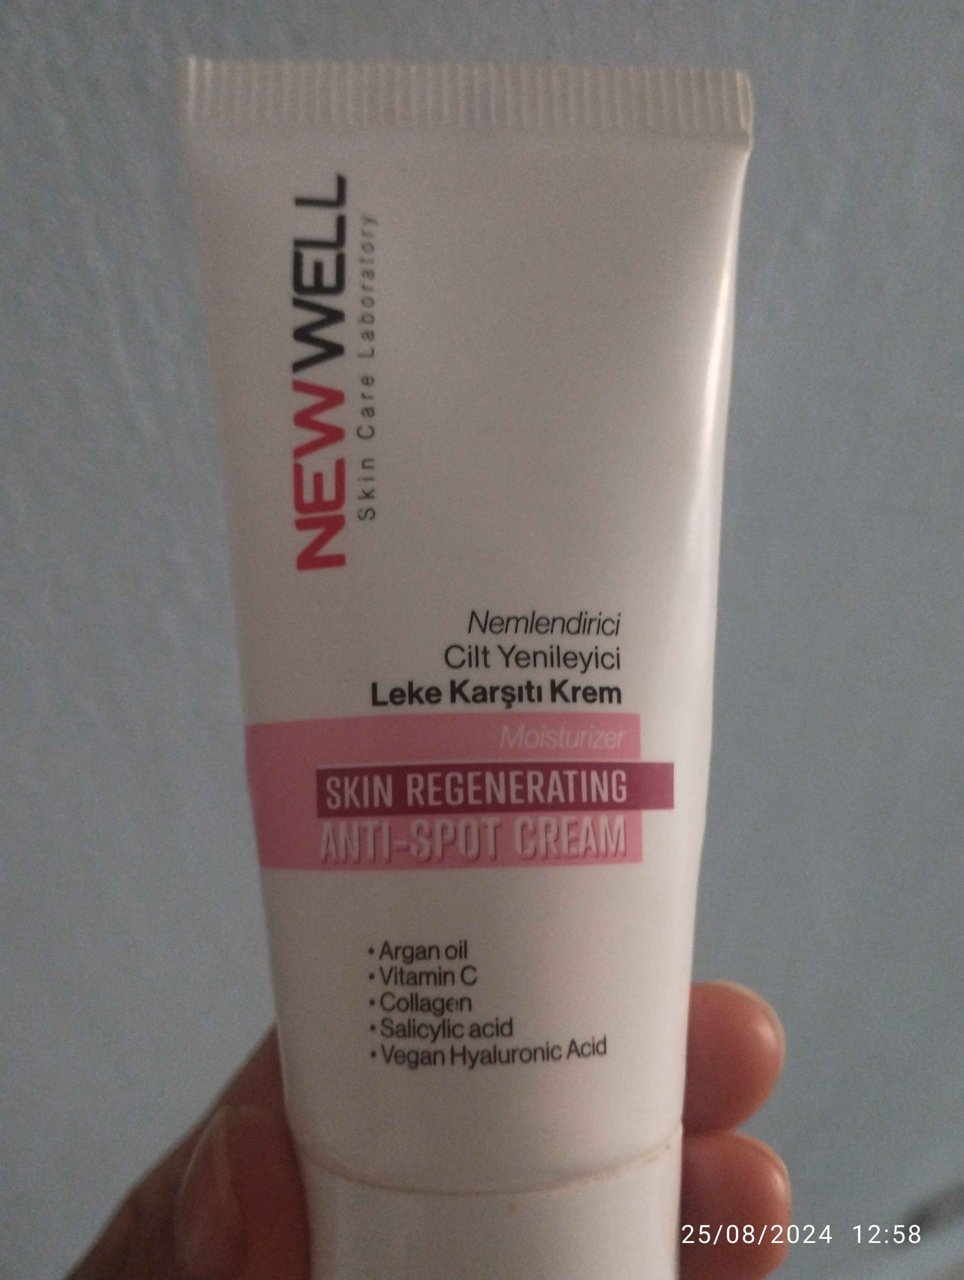 NEWWELL
Skin Care Laboratory
Nemlendirici
Cilt Yenileyici
Leke Karşıtı Krem
Moisturizer
SKIN REGENERATING
ANTI-SPOT CREAM
• Argan oil
• Vitamin C
• Collagen
• Salicylic acid
• Vegan Hyaluronic Acid
25/08/2024 12:58